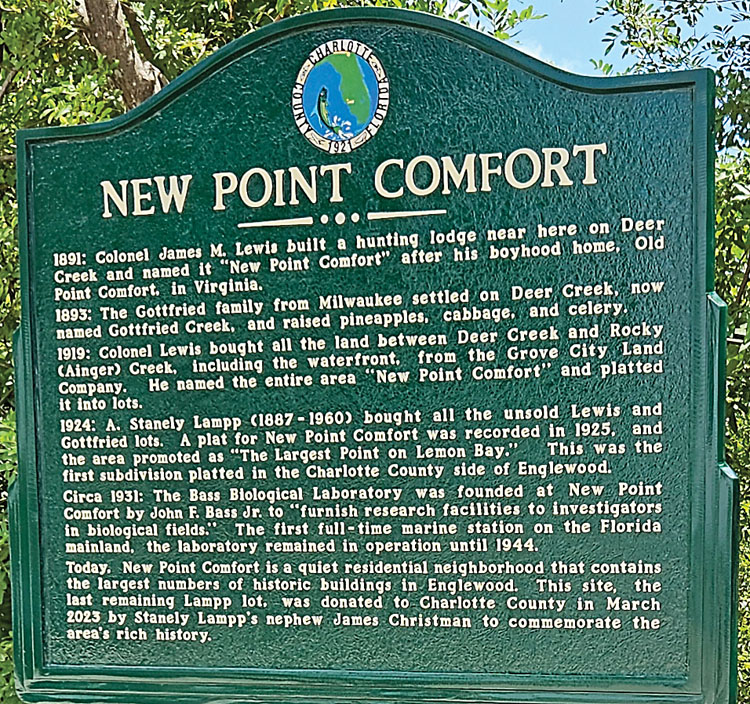 CHARLOTTE
COUNTY
FLORIDA
1921
NEW POINT COMFORT
1891: Colonel James M. Lewis built a hunting lodge near here on Deer
Creek and named it "New Point Comfort" after his boyhood home, Old
Point Comfort, in Virginia.
1893: The Gottfried family from Milwaukee settled on Deer Creek, now
named Gottfried Creek, and raised pineapples, cabbage, and celery.
1919: Colonel Lewis bought all the land between Deer Creek and Rocky
(Ainger) Creek, including the waterfront, from the Grove City Land
Company. He named the entire area "New Point Comfort" and platted
it into lots.
1924: A. Stanely Lampp (1887-1960) bought all the unsold Lewis and
Gottfried lots. A plat for New Point Comfort was recorded in 1925, and
the area promoted as "The Largest Point on Lemon Bay." This was the
first subdivision platted in the Charlotte County side of Englewood.
Circa 1931: The Bass Biological Laboratory was founded at New Point
Comfort by John F. Bass Jr. to "furnish research facilities to investigators
in biological fields." The first full-time marine station on the Florida
mainland, the laboratory remained in operation until 1944.
Today, New Point Comfort is a quiet residential neighborhood that contains
the largest numbers of historic buildings in Englewood. This site, the
last remaining Lampp lot, was donated to Charlotte County in March
2023 by Stanely Lampp's nephew James Christman to commemorate the
area's rich history.